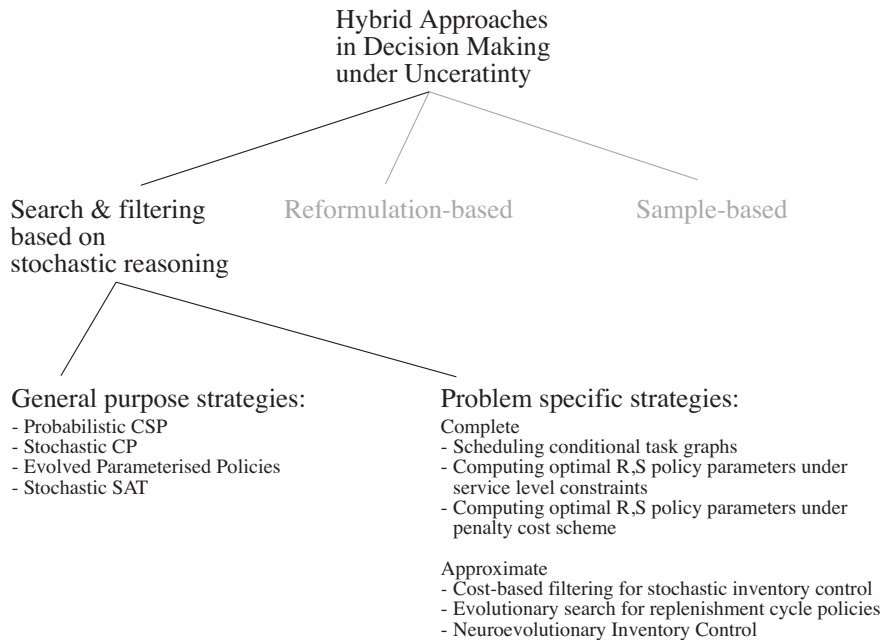 Hybrid Approaches
in Decision Making
under Unceratinty
Search & filtering
based on
stochastic reasoning
Reformulation-based
Sample-based
General purpose strategies:
- Probabilistic CSP
- Stochastic CP
- Evolved Parameterised Policies
- Stochastic SAT
Problem specific strategies:
Complete
- Scheduling conditional task graphs
- Computing optimal R,S policy parameters under
service level constraints
- Computing optimal R,S policy parameters under
penalty cost scheme
Approximate
- Cost-based filtering for stochastic inventory control
- Evolutionary search for replenishment cycle policies
- Neuroevolutionary Inventory Control